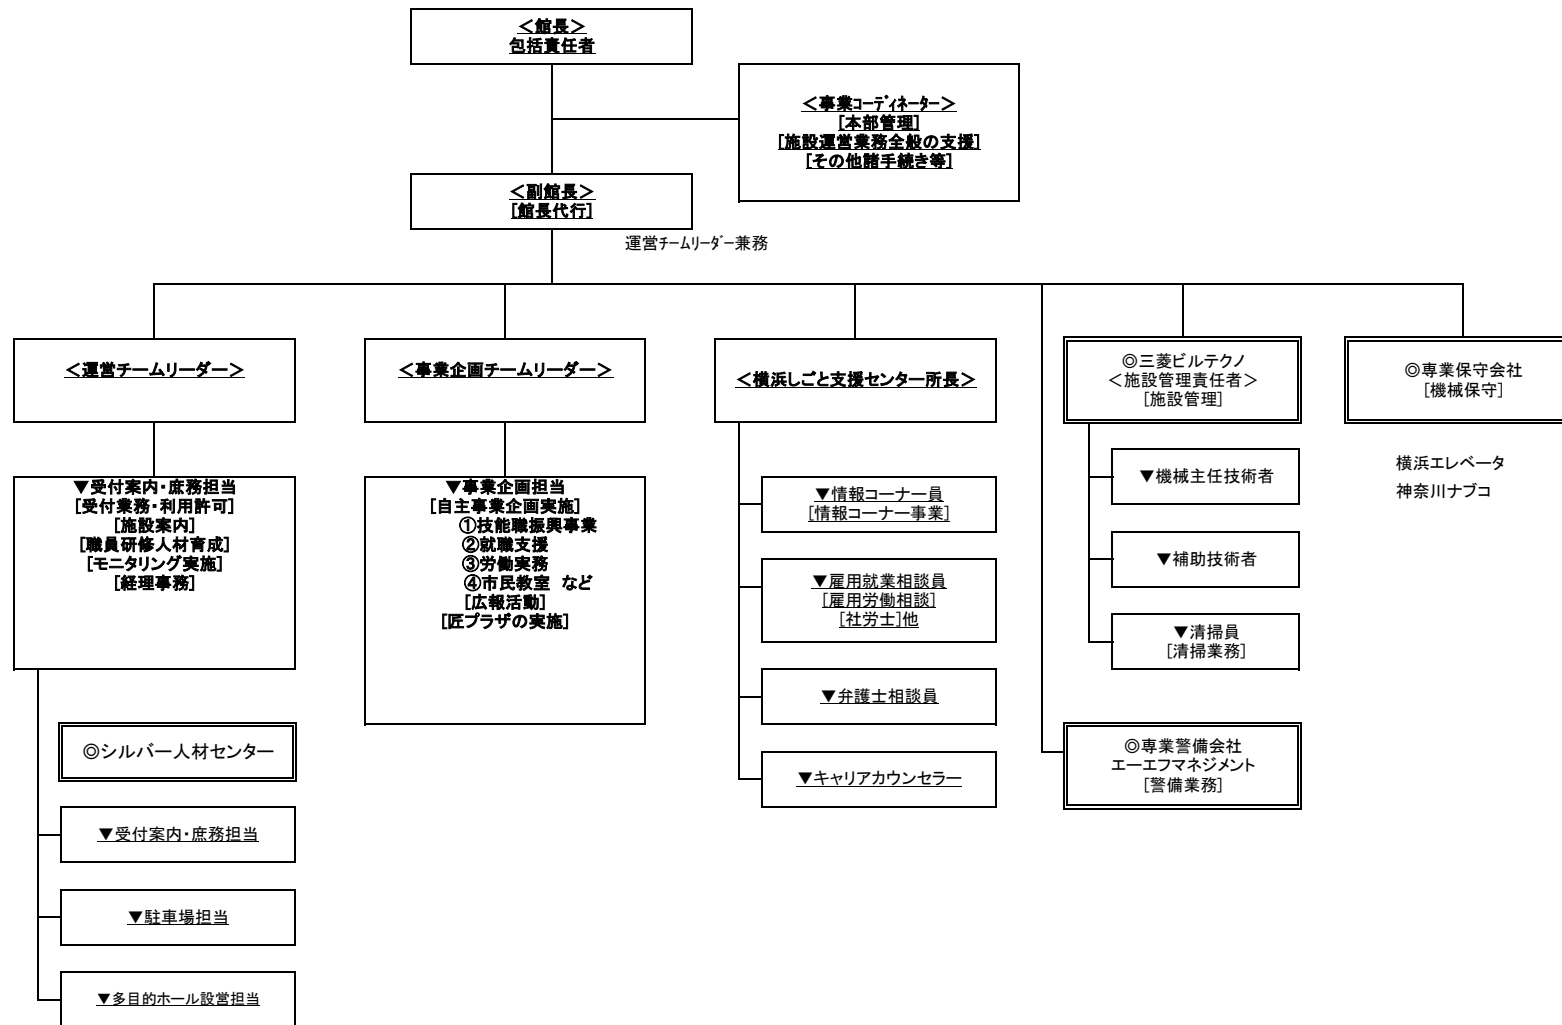 ＜館長＞
包括責任者
＜事業コーディネーター＞
[本部管理]
[施設運営業務全般の支援]
[その他諸手続き等]
＜副館長＞
[館長代行]
運営チームリーダー兼務
＜運営チームリーダー＞
＜事業企画チームリーダー＞
＜横浜しごと支援センター所長＞
◎三菱ビルテクノ
＜施設管理責任者＞
[施設管理]
◎専業保守会社
[機械保守]
横浜エレベータ
神奈川ナブコ
▼受付案内・庶務担当
[受付業務・利用許可]
[施設案内]
[職員研修人材育成]
[モニタリング実施]
[経理事務]
▼事業企画担当
[自主事業企画実施]
①技能職振興事業
②就職支援
③労働実務
④市民教室 など
[広報活動]
[匠プラザの実施]
▼情報コーナー員
[情報コーナー事業]
▼雇用就業相談員
[雇用労働相談]
[社労士]他
▼弁護士相談員
▼キャリアカウンセラー
▼機械主任技術者
▼補助技術者
▼清掃員
[清掃業務]
◎専業警備会社
エーエフマネジメント
[警備業務]
◎シルバー人材センター
▼受付案内・庶務担当
▼駐車場担当
▼多目的ホール設営担当